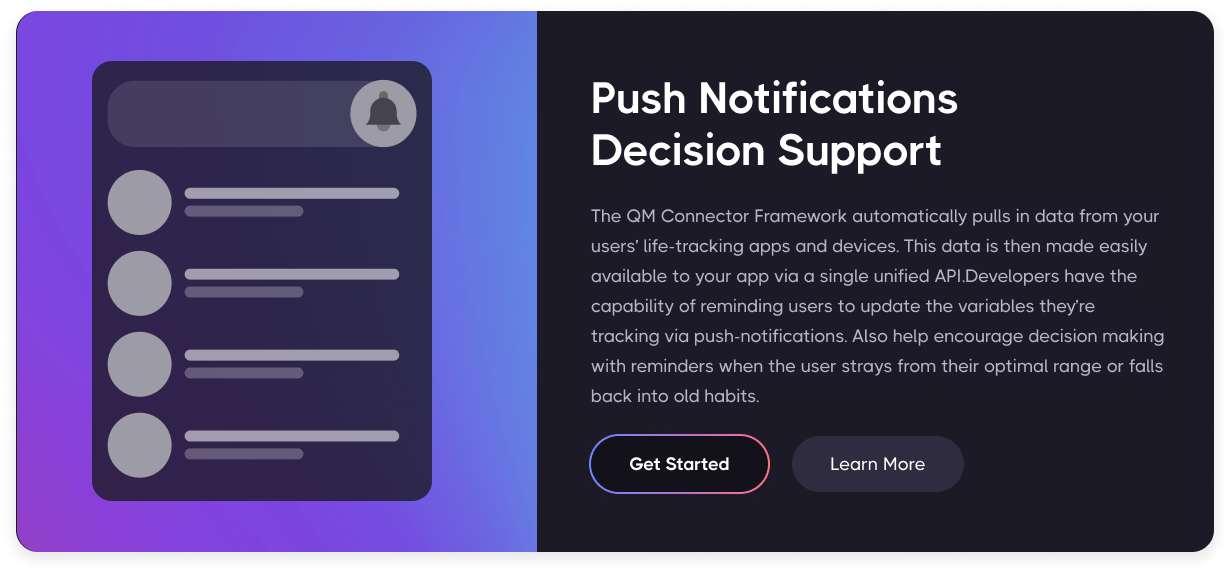 Push Notifications
Decision Support
The QM Connector Framework automatically pulls in data from your
users’ life-tracking apps and devices. This data is then made easily
available to your app via a single unified API.Developers have the
capability of reminding users to update the variables they're
tracking via push-notifications. Also help encourage decision making
with reminders when the user strays from their optimal range or falls
back into old habits.
Get Started
Learn More